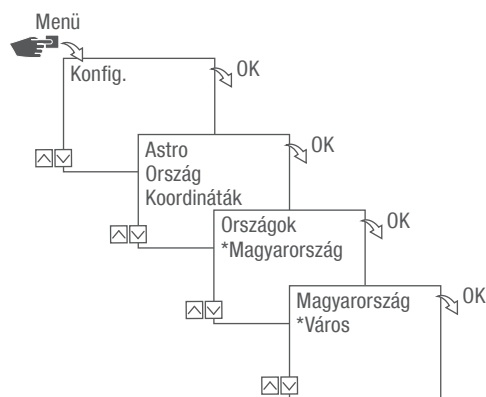 Menü
Konfig.
OK
Astro
Ország
Koordináták
OK
Országok
*Magyarország
OK
Magyarország
*Város
OK